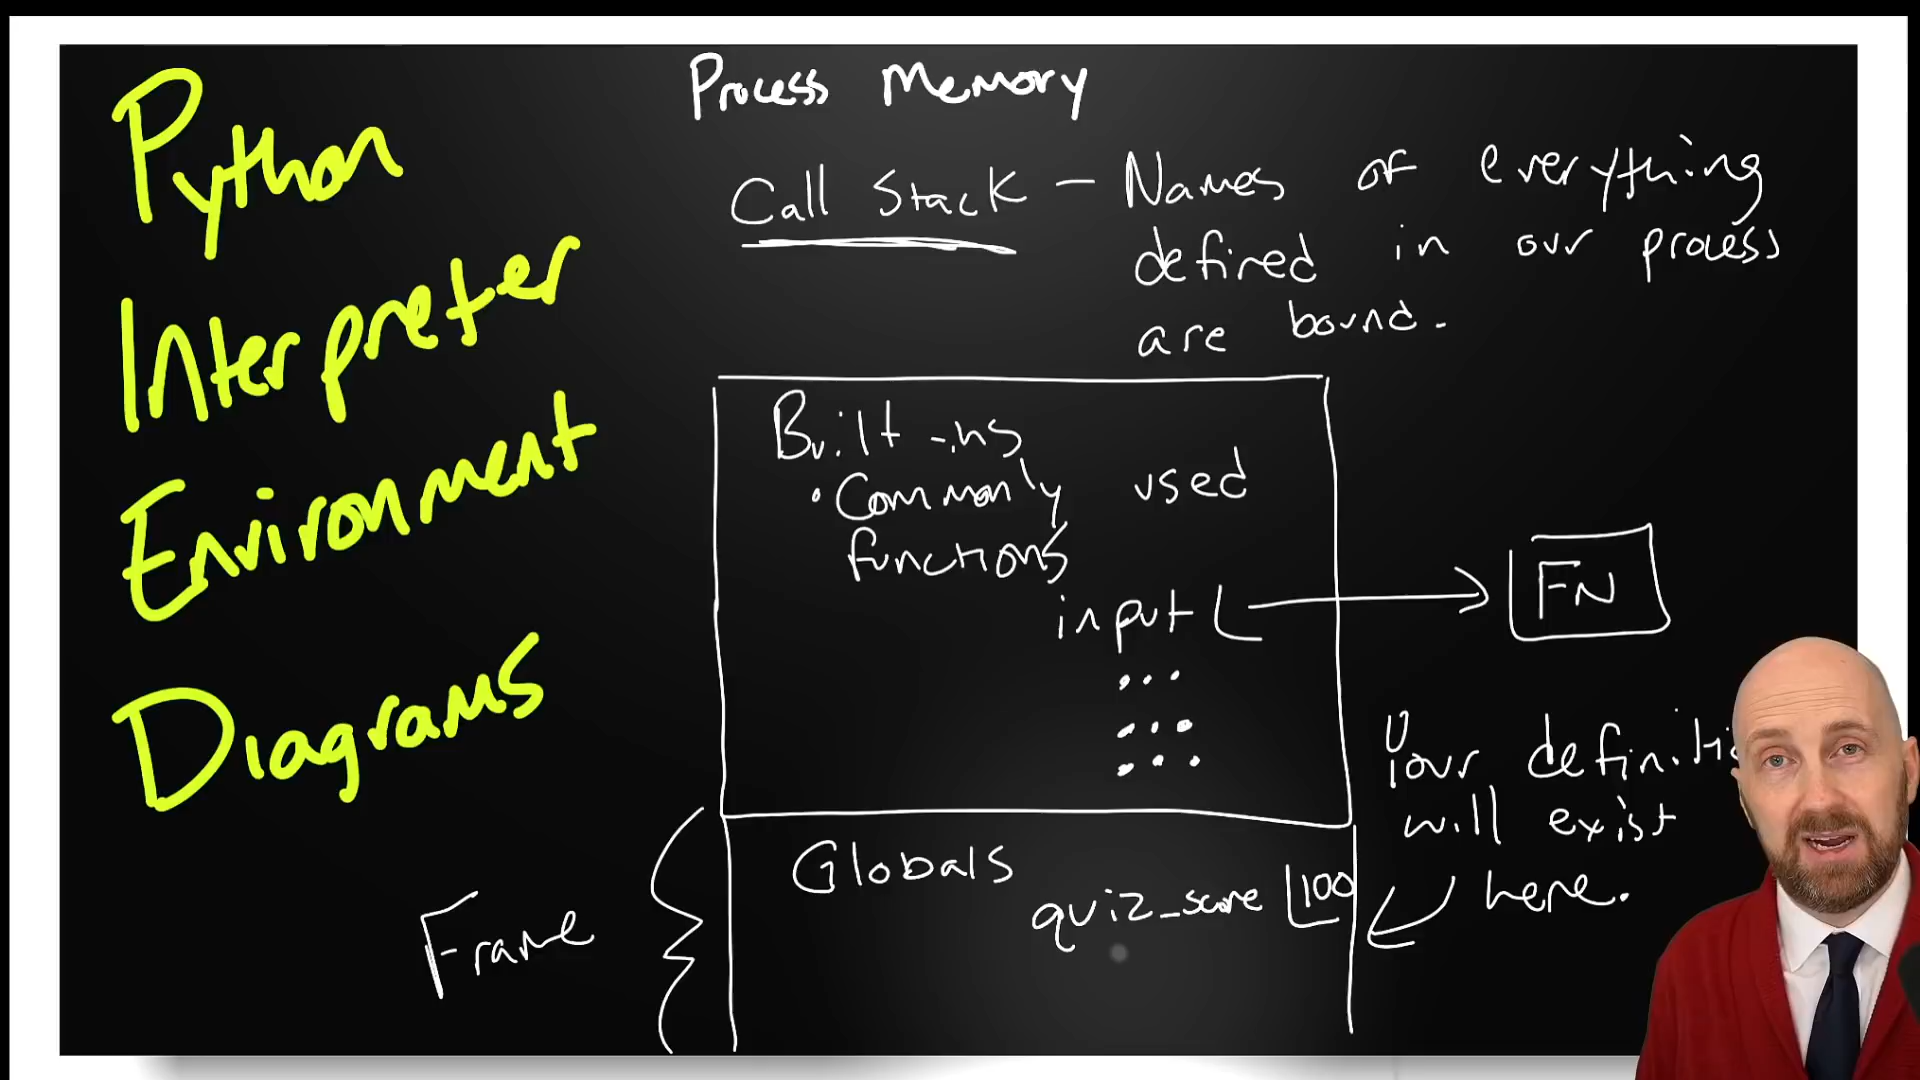 Python
Interpreter
Environment
Diagrams
Process Memory
Call Stack - Names of everything
defined in our process
are bound.
Built-ins
• Commonly used
functions
input
FN
...
...
...
Your
will exist
here.
Globals
quiz_score 100
Frame